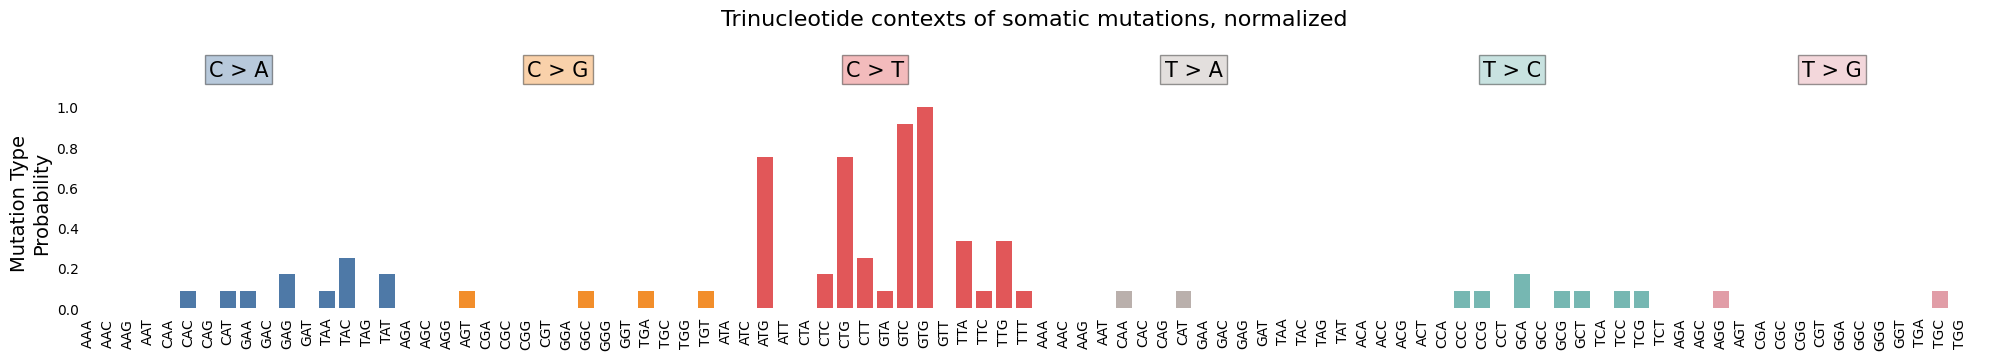 Trinucleotide contexts of somatic mutations, normalized
C > A
C > G
C > T
T > A
T > C
T > G
Mutation Type
Probability
1.0
0.8
0.6
0.4
0.2
0.0
AAA
AAC
AAG
AAT
CAA
CAC
CAG
CAT
GAA
GAC
GAG
GAT
TAA
TAC
TAG
TAT
AGA
AGC
AGG
AGT
CGA
CGC
CGG
CGT
GGA
GGC
GGG
GGT
TGA
TGC
TGG
TGT
ATA
ATC
ATG
ATT
CTA
CTC
CTG
CTT
GTA
GTC
GTG
GTT
TTA
TTC
TTG
TTT
AAA
AAC
AAG
AAT
CAA
CAC
CAG
CAT
GAA
GAC
GAG
GAT
TAA
TAC
TAG
TAT
ACA
ACC
ACG
ACT
CCA
CCC
CCG
CCT
GCA
GCC
GCG
GCT
TCA
TCC
TCG
TCT
AGA
AGC
AGG
AGT
CGA
CGC
CGG
CGT
GGA
GGC
GGG
GGT
TGA
TGC
TGG